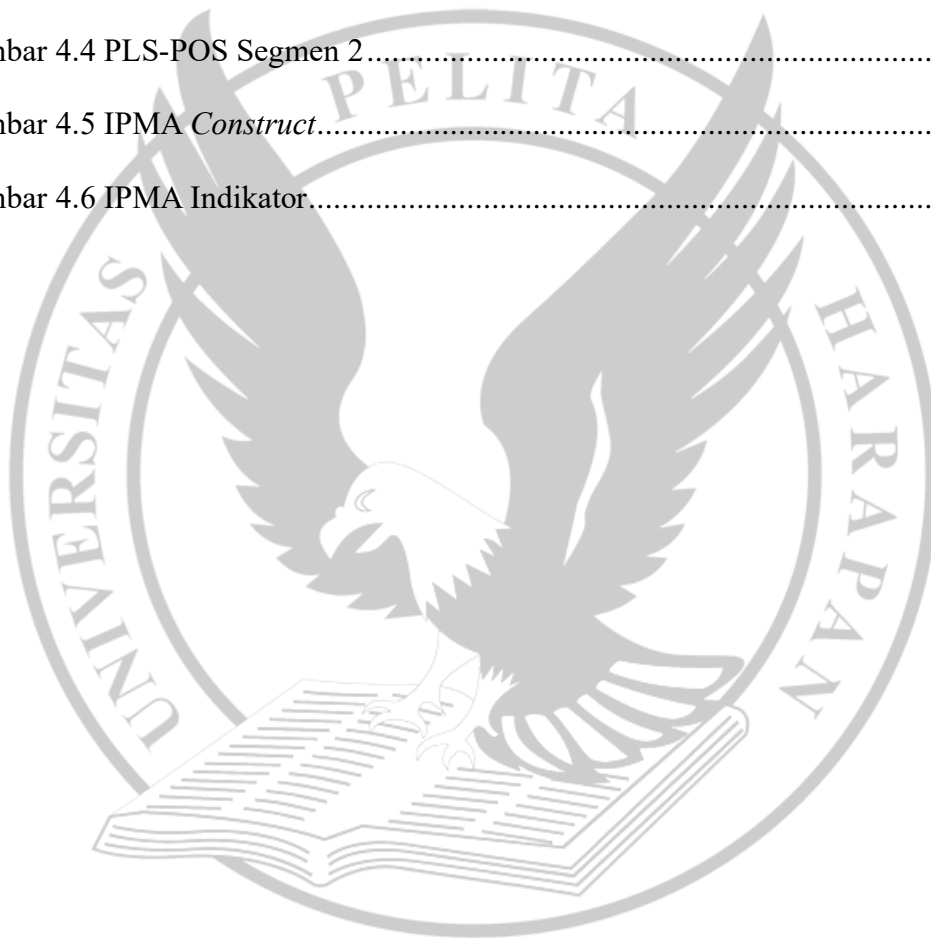 mbar 4.4 PLS-POS Segmen 2................................................................................
mbar 4.5 IPMA Construct................................................................................
mbar 4.6 IPMA Indikator................................................................................
UNIVERSITAS PELITA HARAPAN